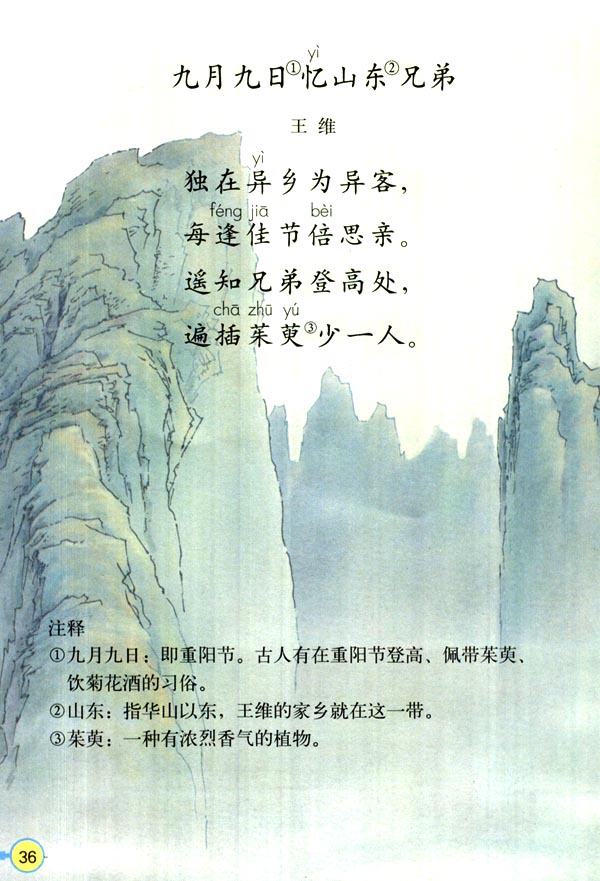 yì
九月九日①忆山东②兄弟
王维
yì
独在异乡为异客，
féng jiā bèi
每逢佳节倍思亲。
遥知兄弟登高处，
chā zhū yú
遍插茱萸③少一人。
注释
①九月九日：即重阳节。古人有在重阳节登高、佩带茱萸、
饮菊花酒的习俗。
②山东：指华山以东，王维的家乡就在这一带。
③茱萸：一种有浓烈香气的植物。
36